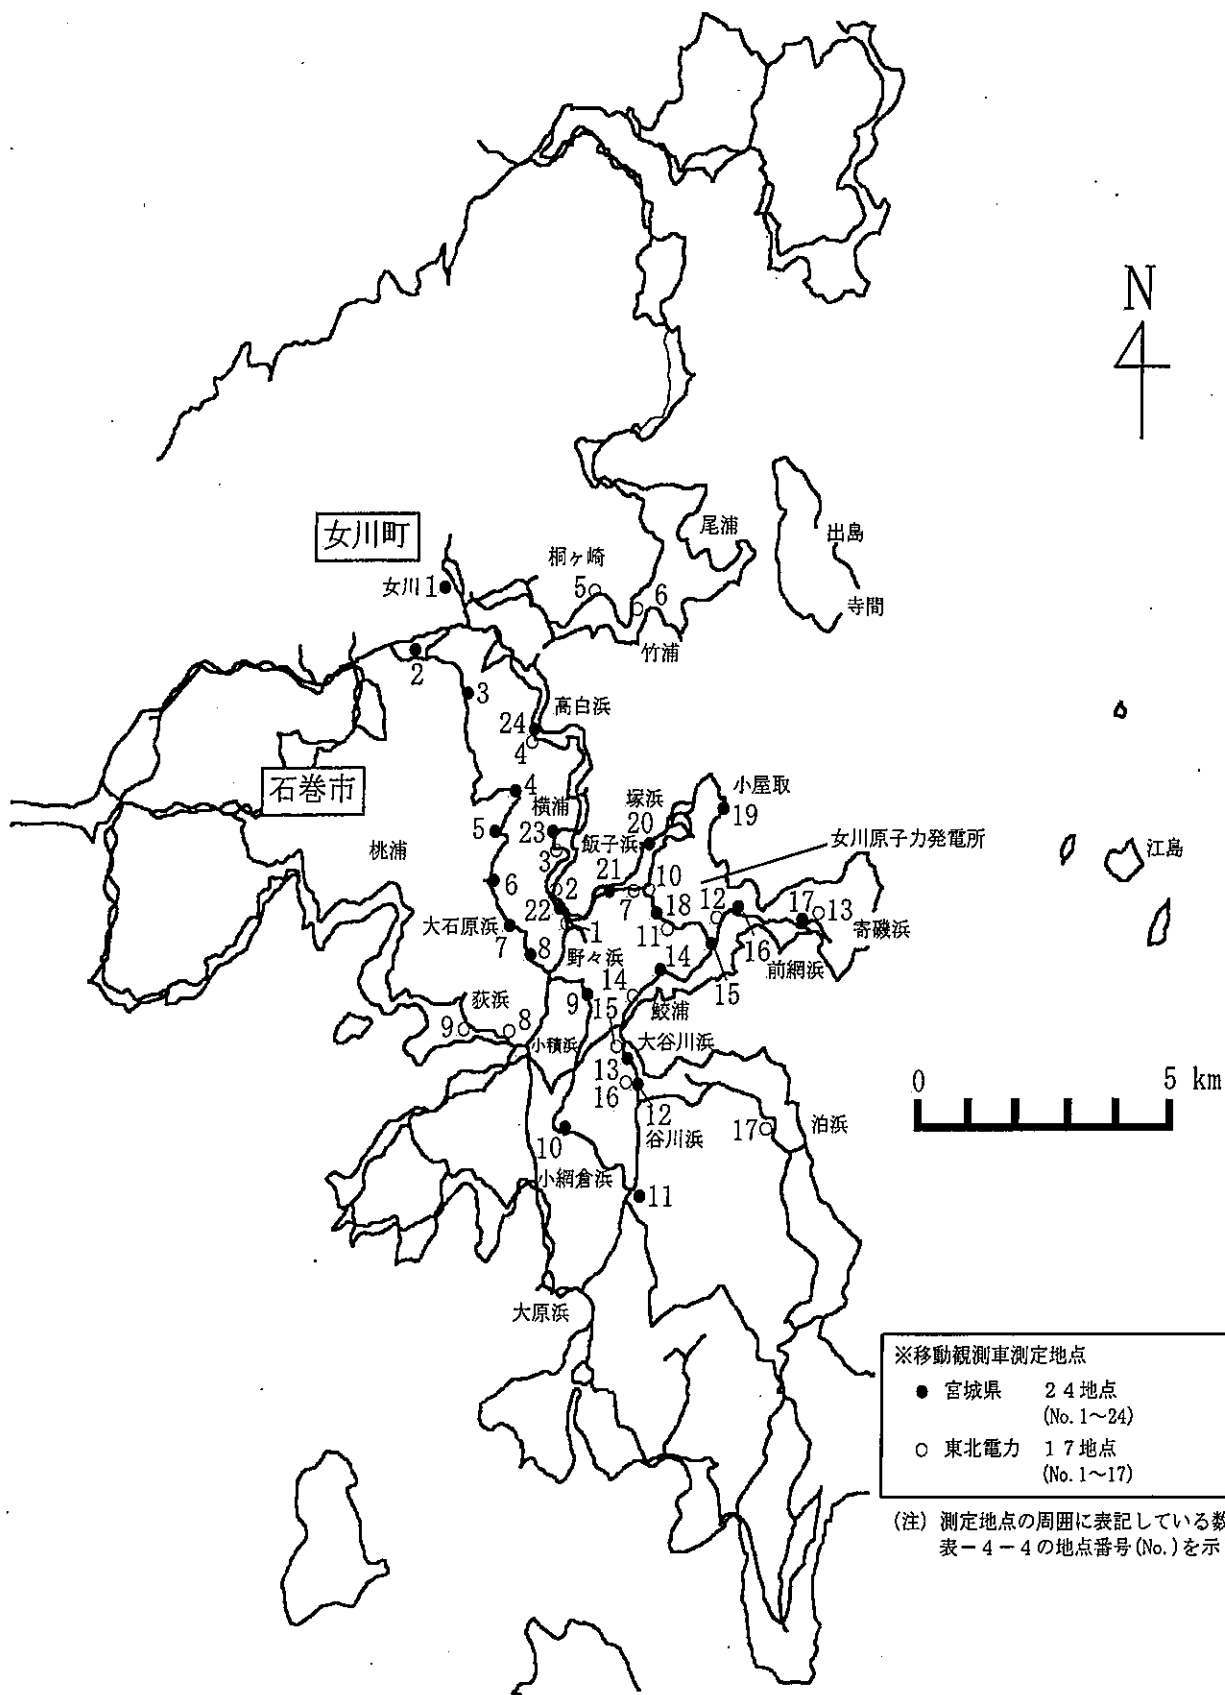 N
女川町
尾浦
出島
桐ヶ崎
女川 1
5
6
寺間
竹浦
2
3
高白浜
24
4
石巻市
4
小屋取
横浦
塚浜
19
5
23
20
飯子浜
女川原子力発電所
3
江島
桃浦
21
10
6
2
7
12
17
13
22
18
大石原浜
1
11
16
寄磯浜
7
8
野々浜
14
前網浜
15
14
9
荻浜
15
鮫浦
9
8
小積浜
大谷川浜
13
0
5 km
16
12
10
谷川浜
17
泊浜
小網倉浜
11
大原浜
※移動観測車測定地点
● 宮城県 24地点
(No.1～24)
○ 東北電力 17地点
(No.1～17)
(注) 測定地点の周囲に表記している数
表－4－4の地点番号(No.)を示